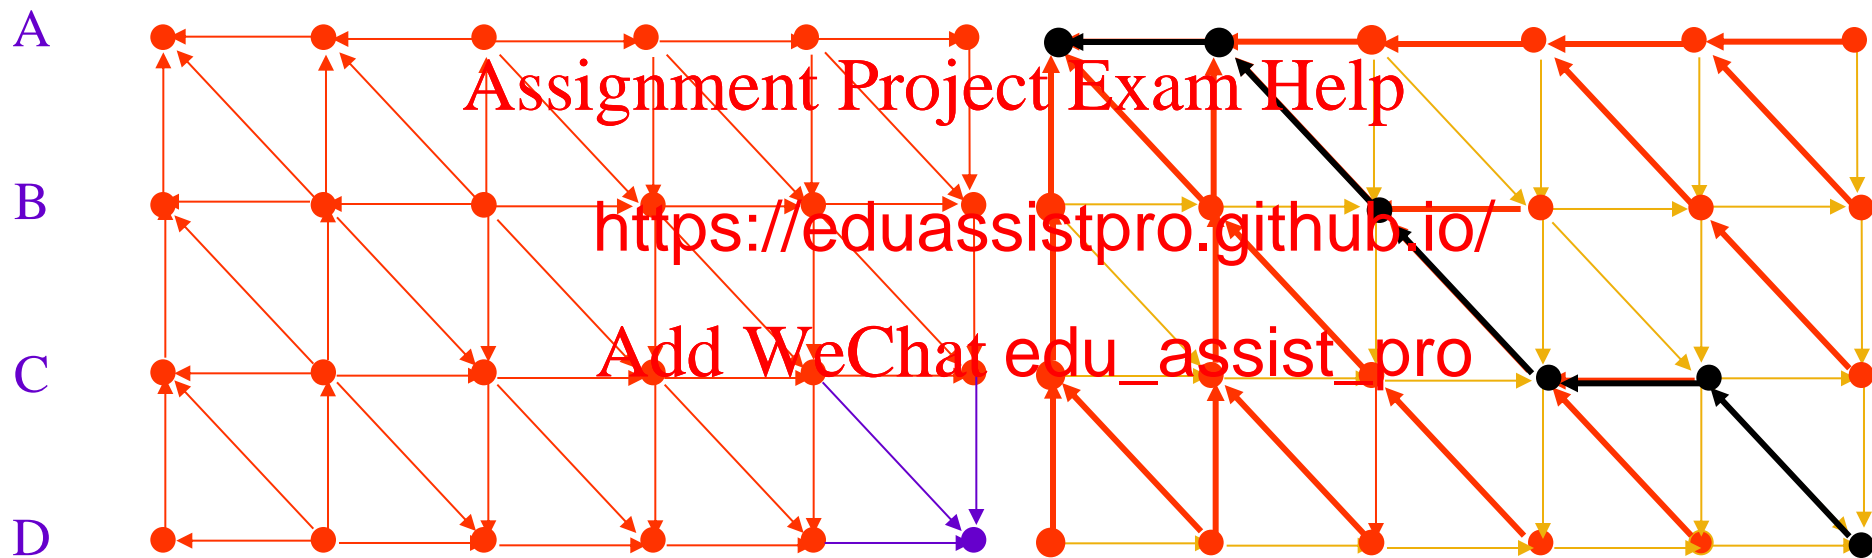 A
Assignment Project Exam Help
B
https://eduassistpro.github.io/
C
Add WeChat edu_assist_pro
D